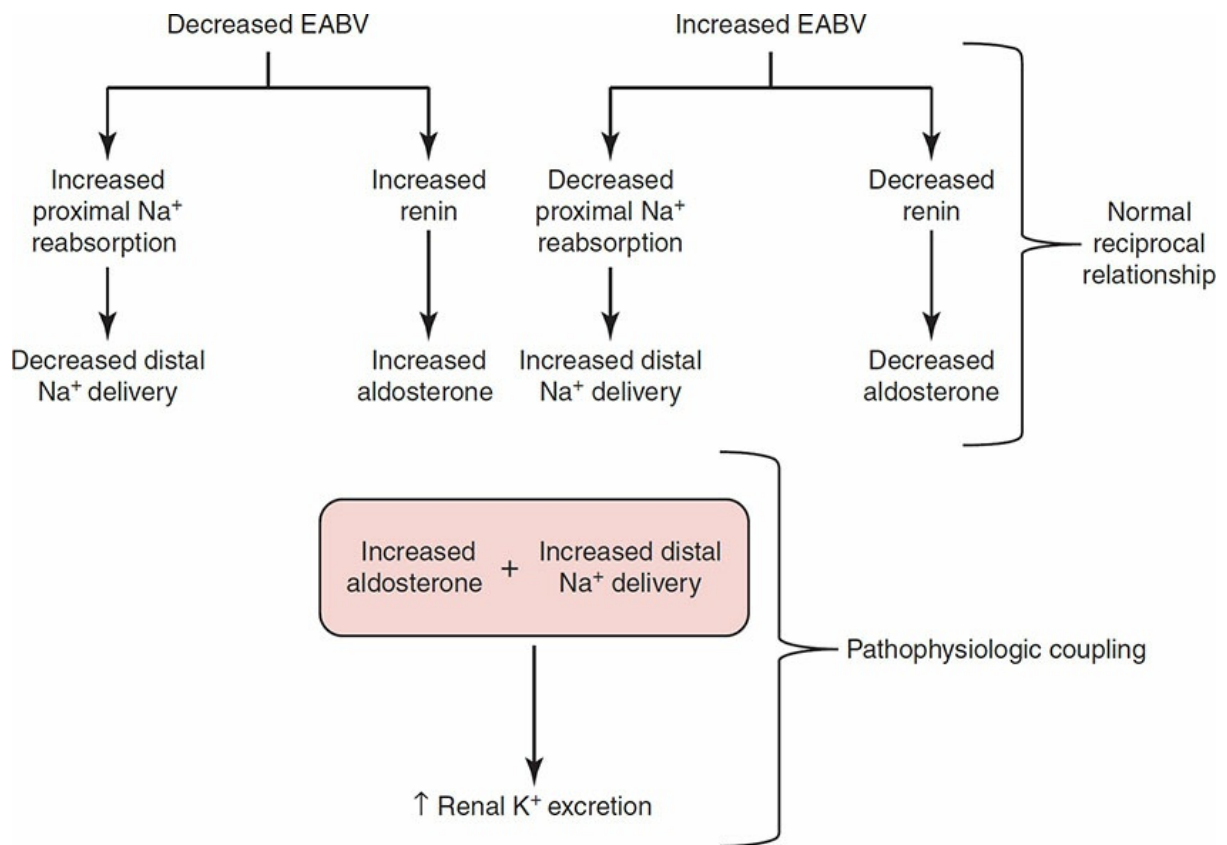 Decreased EABV
Increased EABV
Increased
proximal Na⁺
reabsorption
Increased
renin
Decreased
proximal Na⁺
reabsorption
Decreased
renin
Normal
reciprocal
relationship
Decreased distal
Na⁺ delivery
Increased
aldosterone
Increased distal
Na⁺ delivery
Decreased
aldosterone
Increased
aldosterone
+
Increased distal
Na⁺ delivery
Pathophysiologic coupling
↑ Renal K⁺ excretion